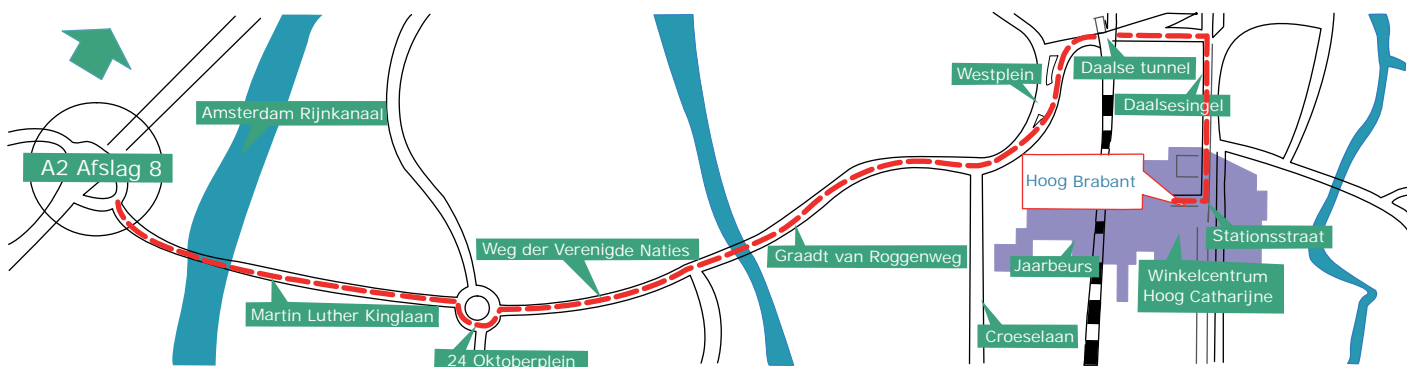 A2 Afslag 8
Amsterdam Rijnkanaal
Martin Luther Kinglaan
24 Oktoberplein
Weg der Verenigde Naties
Graadt van Roggenweg
Westplein
Daalse tunnel
Daalsesingel
Hoog Brabant
Stationsstraat
Jaarbeurs
Winkelcentrum
Hoog Catharijne
Croeselaan